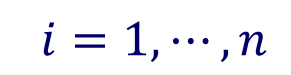 i = 1, ⋯ , n